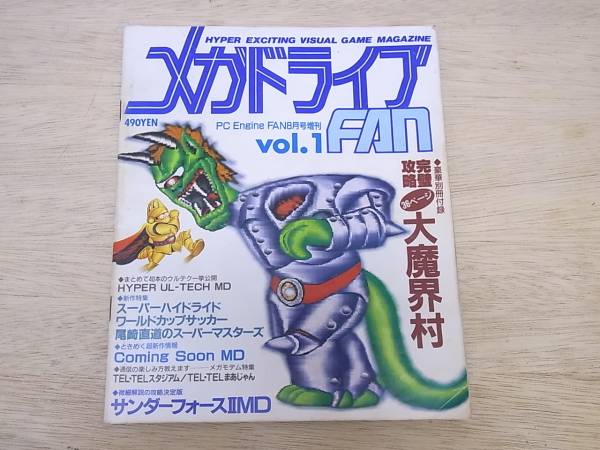 HYPER EXCITING VISUAL GAME MAGAZINE
メガドライブ
FAN
490YEN
PC Engine FAN8月号増刊
vol.1
◆豪華別冊付録
完璧攻略
36ページ
大魔界村
◆まとめて40本のウルテク一挙公開
HYPER UL-TECH MD
◆新作特集
スーパーハイドライド
ワールドカップサッカー
尾崎直道のスーパーマスターズ
◆ときめく超新作情報
Coming Soon MD
◆通信の楽しみ方教えます………メガモデム特集
TEL・TELスタジアム/TEL・TELまあじゃん
◆微細解説の攻略決定版
サンダーフォースⅡMD